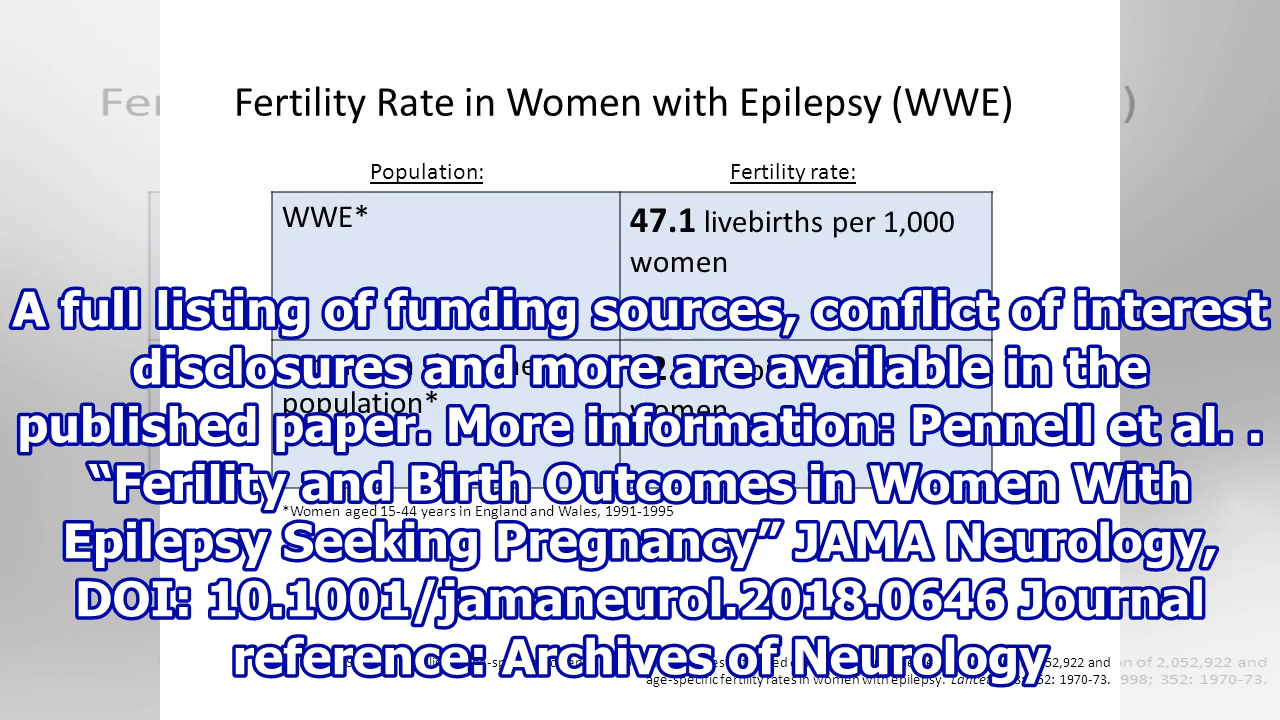 Fertility Rate in Women with Epilepsy (WWE)
Population: Fertility rate:
WWE* 47.1 livebirths per 1,000
women
A full listing of funding sources, conflict of interest
disclosures and more are available in the
population*
women
published paper. More information: Pennell et al. .
“Ferility and Birth Outcomes in Women With
*Women aged 15-44 years in England and Wales, 1991-1995
Epilepsy Seeking Pregnancy” JAMA Neurology,
DOI: 10.1001/jamaneurol.2018.0646 Journal
reference: Archives of Neurology
age-specific fertility rates in women with epilepsy. 352: 1970-73.